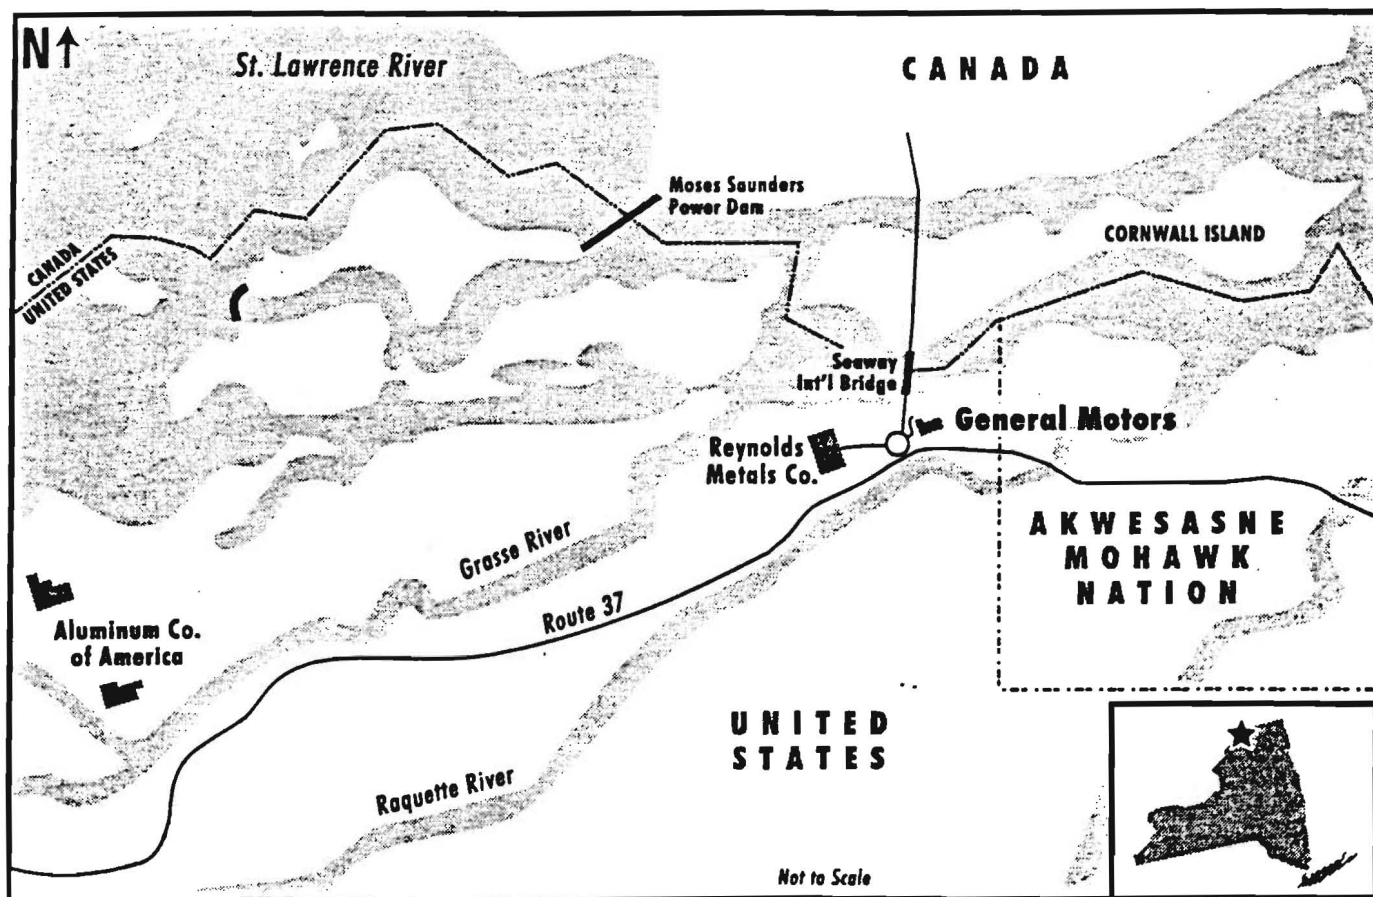 N
St. Lawrence River
CANADA
Moses Saunders
Power Dam
CORNWALL ISLAND
CANADA
UNITED STATES
Seaway
Int'l Bridge
General Motors
Reynolds
Metals Co.
AKWESASNE
MOHAWK
NATION
Grasse River
Route 37
Aluminum Co.
of America
UNITED
STATES
Raquette River
Not to Scale